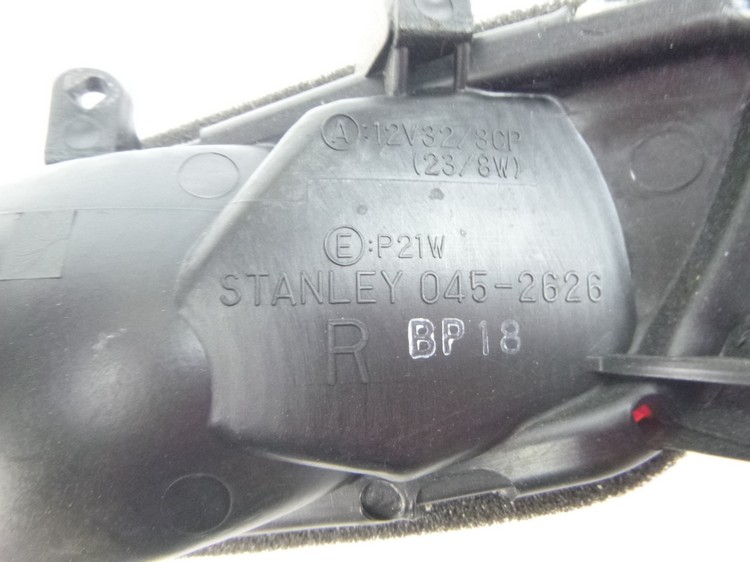 Ⓐ:12V32/3CP
(23/8W)
Ⓔ:P21W
STANLEY 045-2626
R BP18